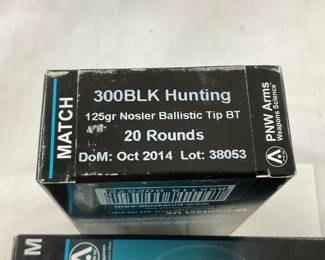 MATCH
300BLK Hunting
125gr Nosler Ballistic Tip BT
20 Rounds
DoM: Oct 2014 Lot: 38053
PNW Arms
Weapons Science
M